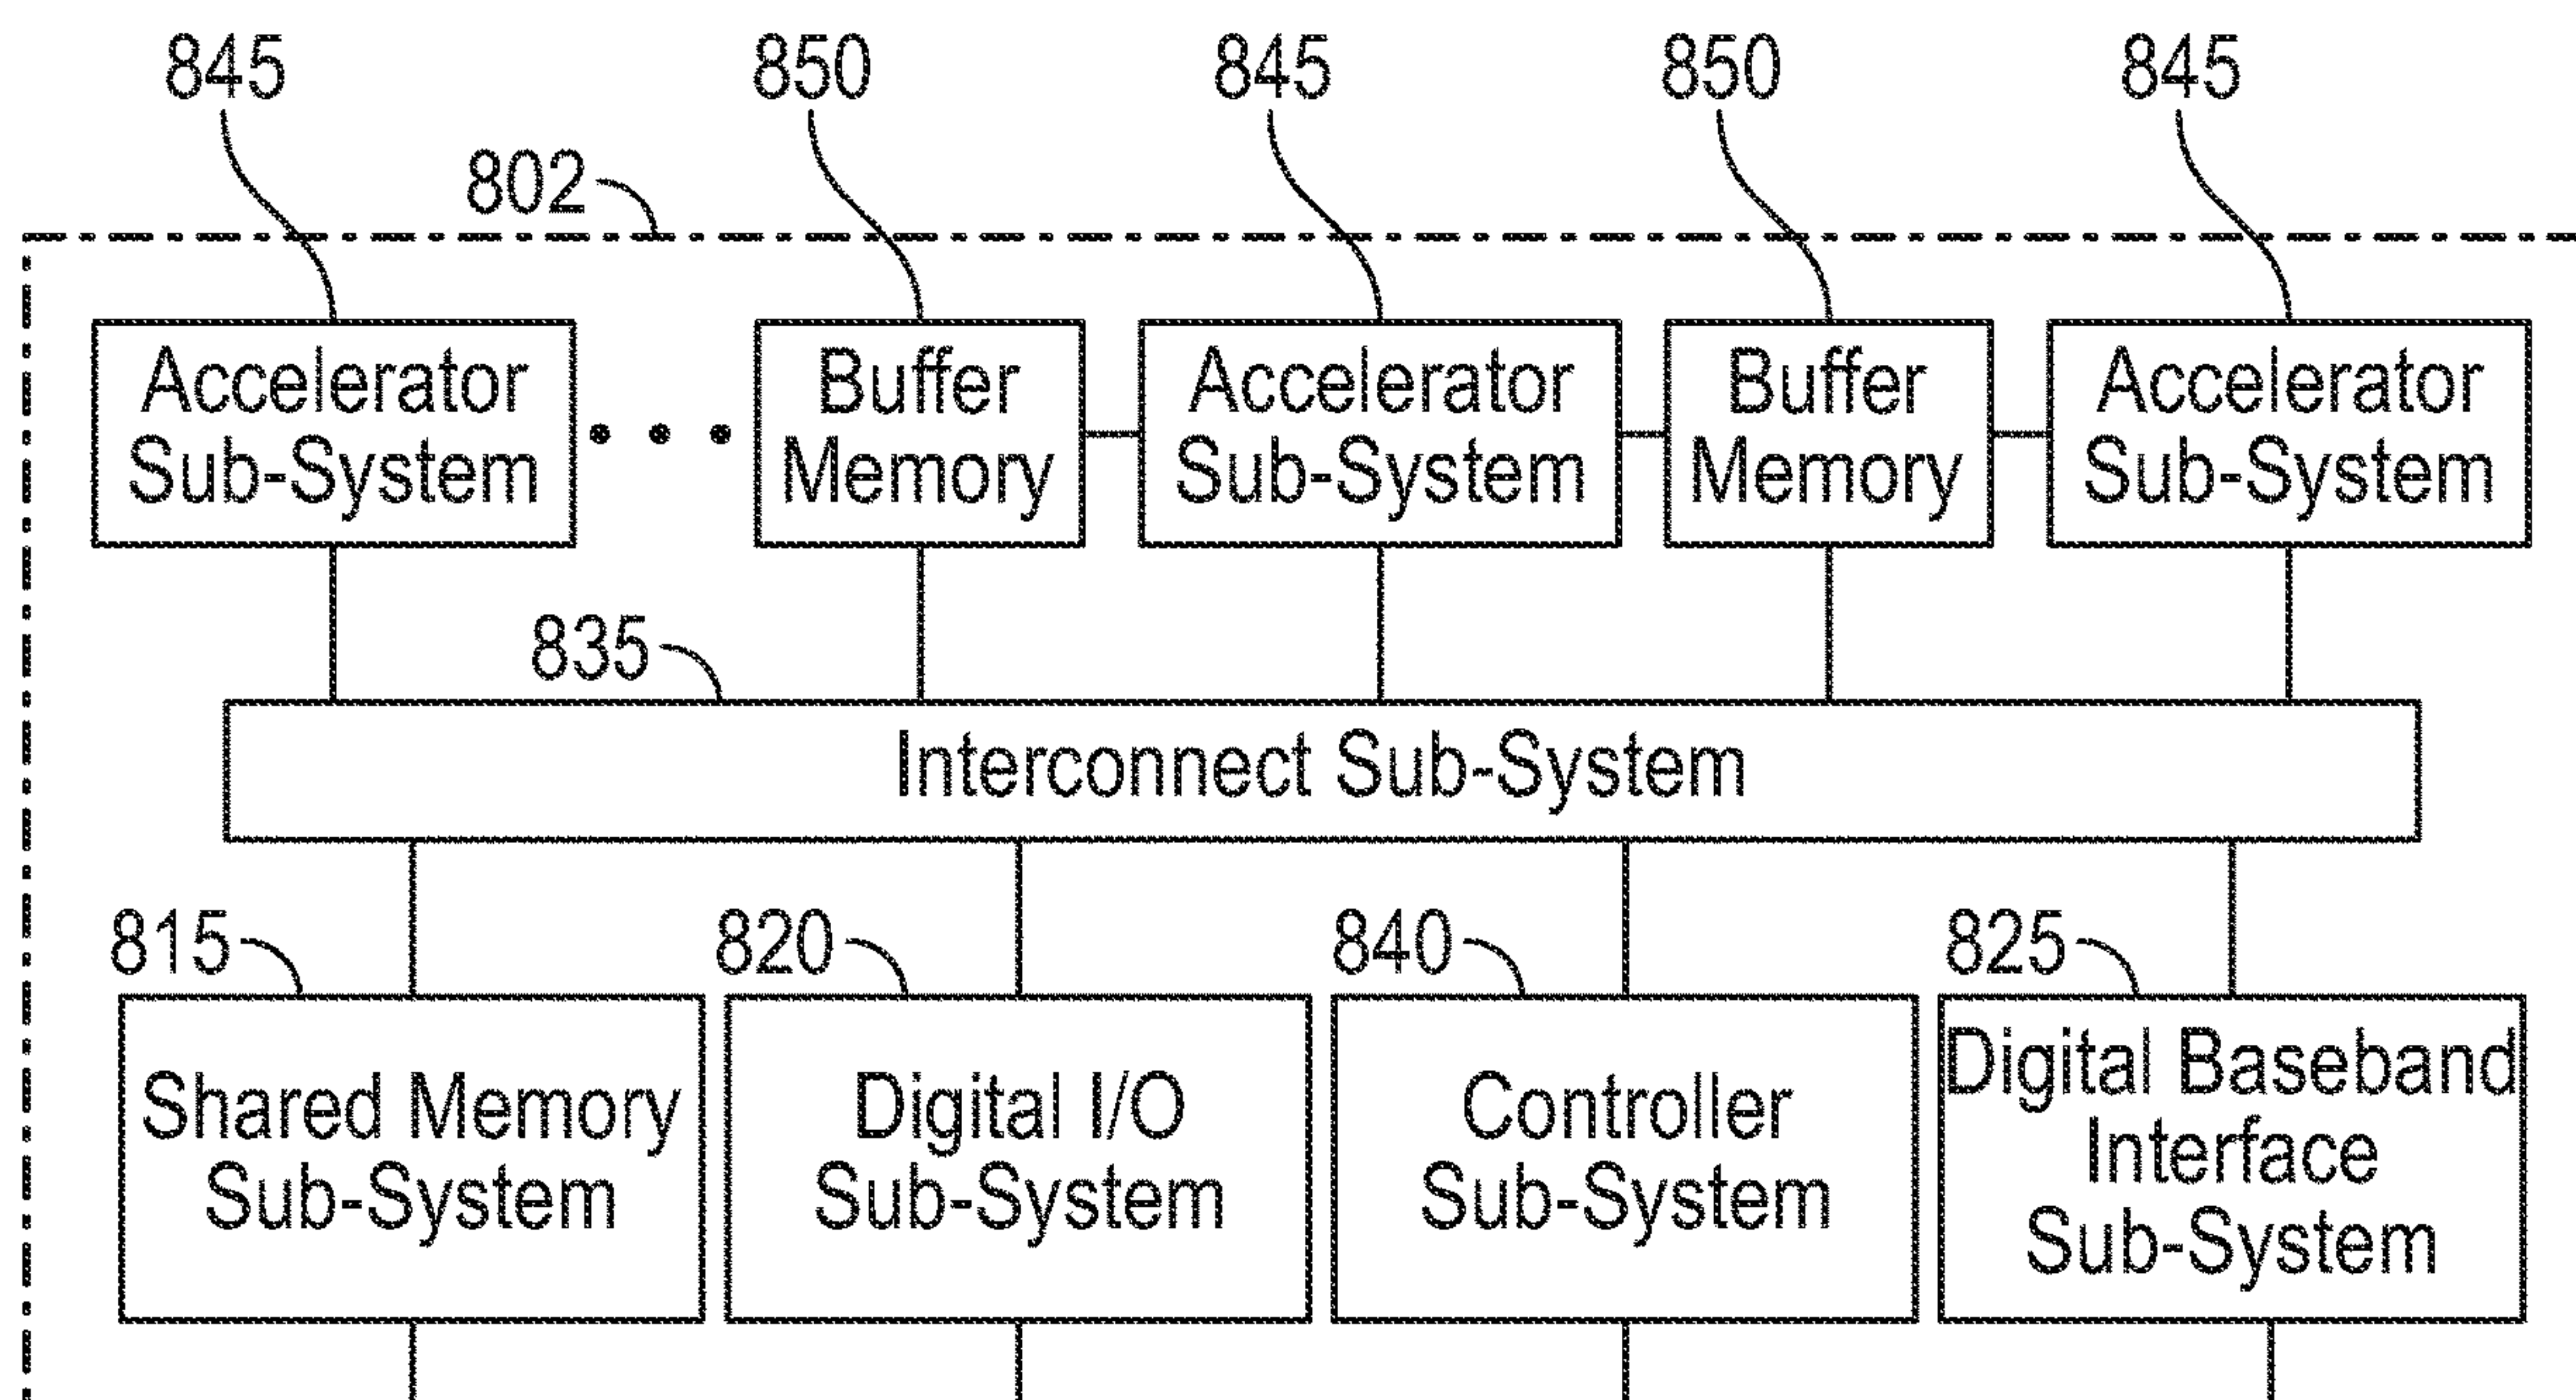 845
850
845
850
845
802
Accelerator
Sub-System
Buffer
Memory
Accelerator
Sub-System
Buffer
Memory
Accelerator
Sub-System
835
Interconnect Sub-System
815
820
840
825
Shared Memory
Sub-System
Digital I/O
Sub-System
Controller
Sub-System
Digital Baseband
Interface
Sub-System